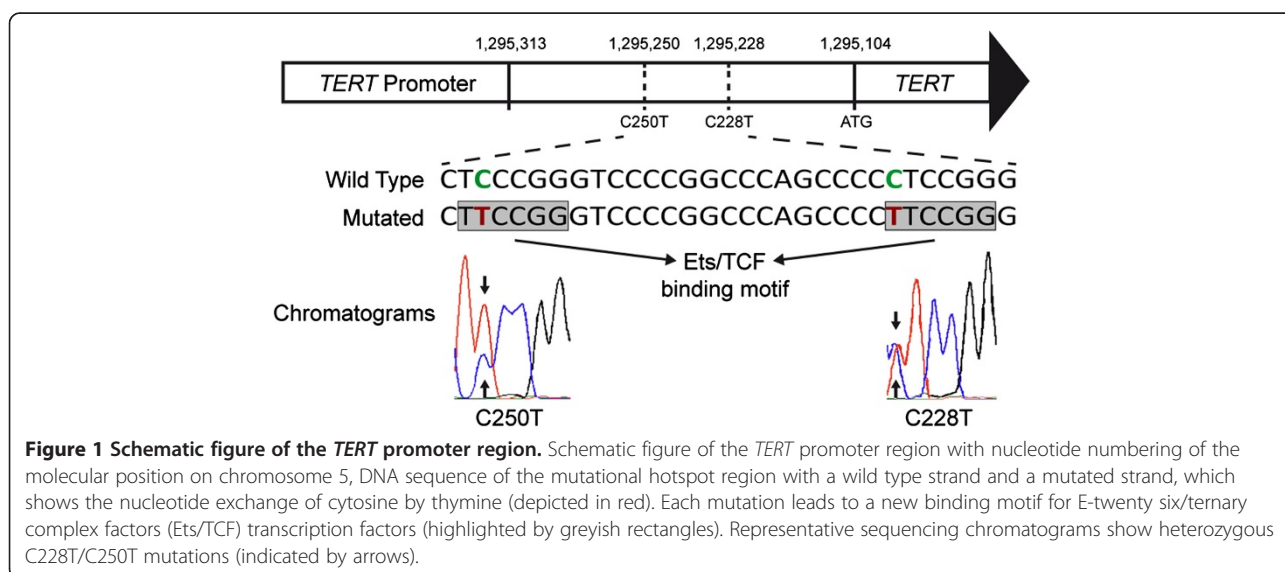 1,295,313 1,295,250 1,295,228 1,295,104
TERT Promoter TERT
C250T C228T ATG
Wild Type CTCCCGGGTCCCCGGCCCAGCCCCCTCCGGG
Mutated CTTCCGGGTCCCCGGCCCAGCCCCTTCCGGG
Ets/TCF
binding motif
Chromatograms
C250T C228T
Figure 1 Schematic figure of the TERT promoter region. Schematic figure of the TERT promoter region with nucleotide numbering of the
molecular position on chromosome 5, DNA sequence of the mutational hotspot region with a wild type strand and a mutated strand, which
shows the nucleotide exchange of cytosine by thymine (depicted in red). Each mutation leads to a new binding motif for E-twenty six/ternary
complex factors (Ets/TCF) transcription factors (highlighted by greyish rectangles). Representative sequencing chromatograms show heterozygous
C228T/C250T mutations (indicated by arrows).